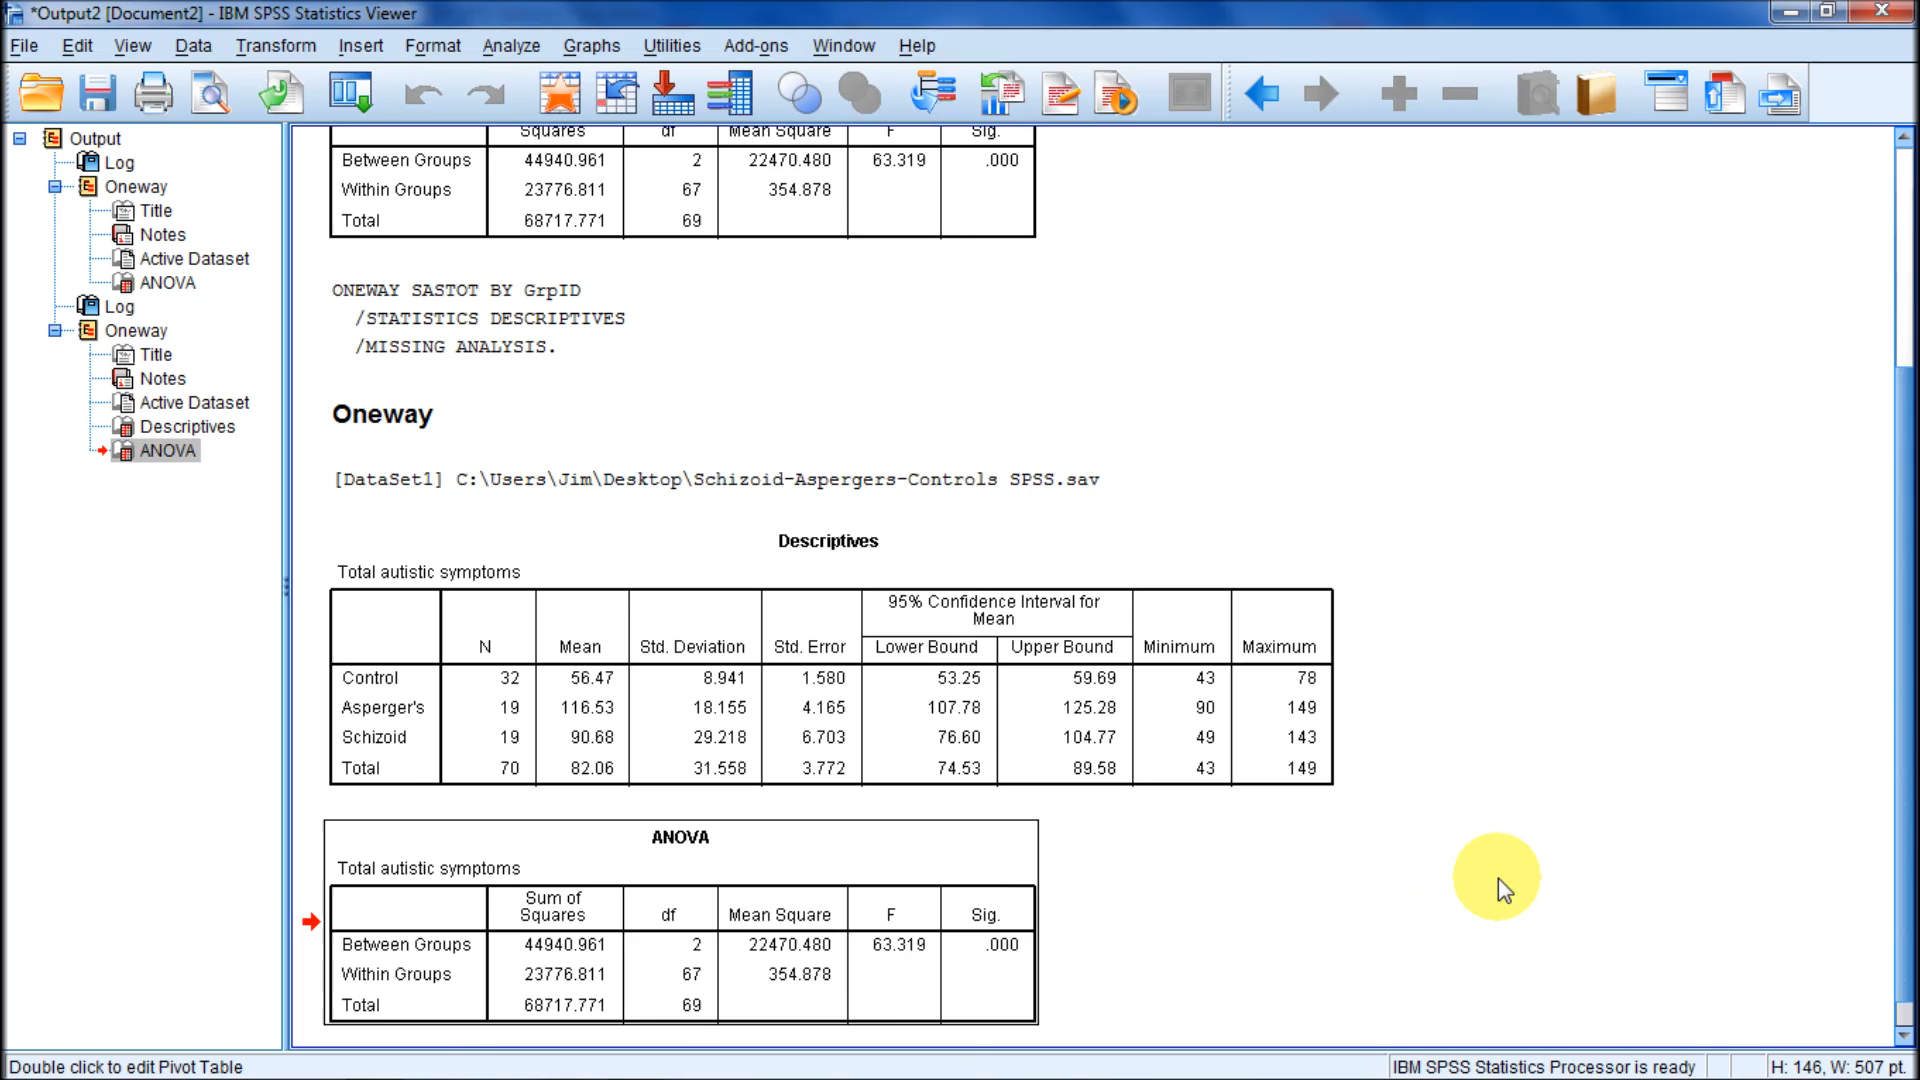 *Output2 [Document2] - IBM SPSS Statistics Viewer
File Edit View Data Transform Insert Format Analyze Graphs Utilities Add-ons Window Help
Output
Log
Oneway
Title
Notes
Active Dataset
ANOVA
Log
Oneway
Title
Notes
Active Dataset
Descriptives
ANOVA
Squares df Mean Square F Sig.
Between Groups 44940.961 2 22470.480 63.319 .000
Within Groups 23776.811 67 354.878
Total 68717.771 69
ONEWAY SASTOT BY GrpID
/STATISTICS DESCRIPTIVES
/MISSING ANALYSIS.
Oneway
[DataSet1] C:\Users\Jim\Desktop\Schizoid-Aspergers-Controls SPSS.sav
Descriptives
Total autistic symptoms
95% Confidence Interval for
Mean
N Mean Std. Deviation Std. Error Lower Bound Upper Bound Minimum Maximum
Control 32 56.47 8.941 1.580 53.25 59.69 43 78
Asperger's 19 116.53 18.155 4.165 107.78 125.28 90 149
Schizoid 19 90.68 29.218 6.703 76.60 104.77 49 143
Total 70 82.06 31.558 3.772 74.53 89.58 43 149
ANOVA
Total autistic symptoms
Sum of
Squares df Mean Square F Sig.
Between Groups 44940.961 2 22470.480 63.319 .000
Within Groups 23776.811 67 354.878
Total 68717.771 69
Double click to edit Pivot Table IBM SPSS Statistics Processor is ready H: 146, W: 507 pt.